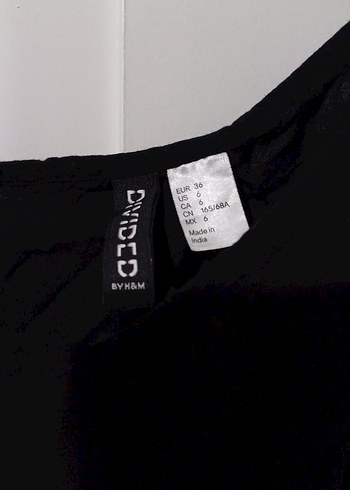 DIVIDED
BY H&M
EUR 36
US 6
CA 6
CN 165/68A
MX 6
Made in
India